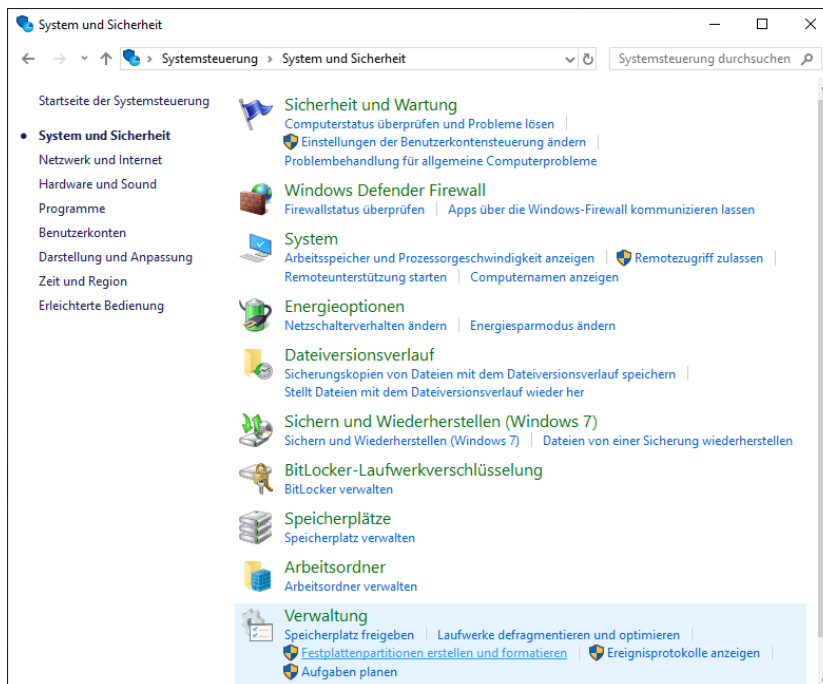 System und Sicherheit
Systemsteuerung > System und Sicherheit
Systemsteuerung durchsuchen
Startseite der Systemsteuerung
System und Sicherheit
Netzwerk und Internet
Hardware und Sound
Programme
Benutzerkonten
Darstellung und Anpassung
Zeit und Region
Erleichterte Bedienung
Sicherheit und Wartung
Computerstatus überprüfen und Probleme lösen
Einstellungen der Benutzerkontensteuerung ändern
Problembehandlung für allgemeine Computerprobleme
Windows Defender Firewall
Firewallstatus überprüfen | Apps über die Windows-Firewall kommunizieren lassen
System
Arbeitsspeicher und Prozessorgeschwindigkeit anzeigen | Remotezugriff zulassen
Remoteunterstützung starten | Computernamen anzeigen
Energieoptionen
Netzschalterverhalten ändern | Energiesparmodus ändern
Dateiversionsverlauf
Sicherungskopien von Dateien mit dem Dateiversionsverlauf speichern
Stellt Dateien mit dem Dateiversionsverlauf wieder her
Sichern und Wiederherstellen (Windows 7)
Sichern und Wiederherstellen (Windows 7) | Dateien von einer Sicherung wiederherstellen
BitLocker-Laufwerkverschlüsselung
BitLocker verwalten
Speicherplätze
Speicherplatz verwalten
Arbeitsordner
Arbeitsordner verwalten
Verwaltung
Speicherplatz freigeben | Laufwerke defragmentieren und optimieren
Festplattenpartitionen erstellen und formatieren | Ereignisprotokolle anzeigen
Aufgaben planen